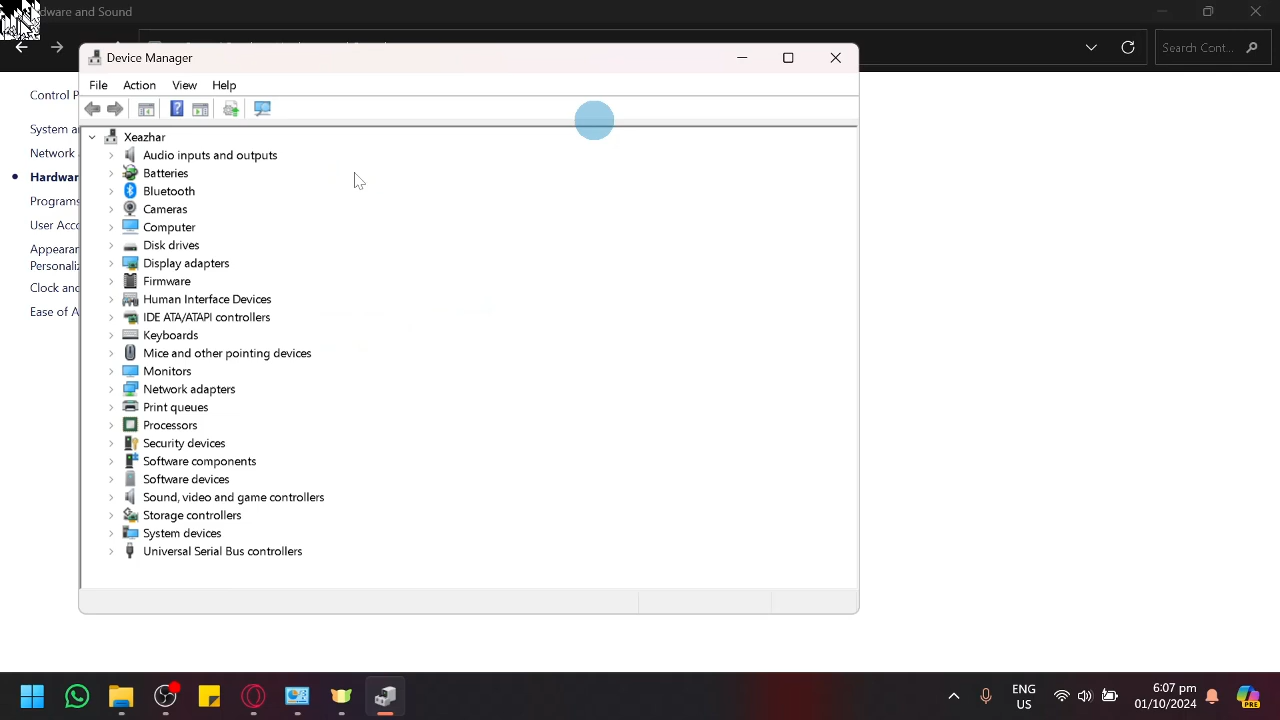 dware and Sound
Search Cont...
Device Manager
File Action View Help
Control P
System a
Network
Hardwar
Programs
User Acc
Appearan
Personaliz
Clock and
Ease of A
Xeazhar
Audio inputs and outputs
Batteries
Bluetooth
Cameras
Computer
Disk drives
Display adapters
Firmware
Human Interface Devices
IDE ATA/ATAPI controllers
Keyboards
Mice and other pointing devices
Monitors
Network adapters
Print queues
Processors
Security devices
Software components
Software devices
Sound, video and game controllers
Storage controllers
System devices
Universal Serial Bus controllers
ENG
US
6:07 pm
01/10/2024
PRE